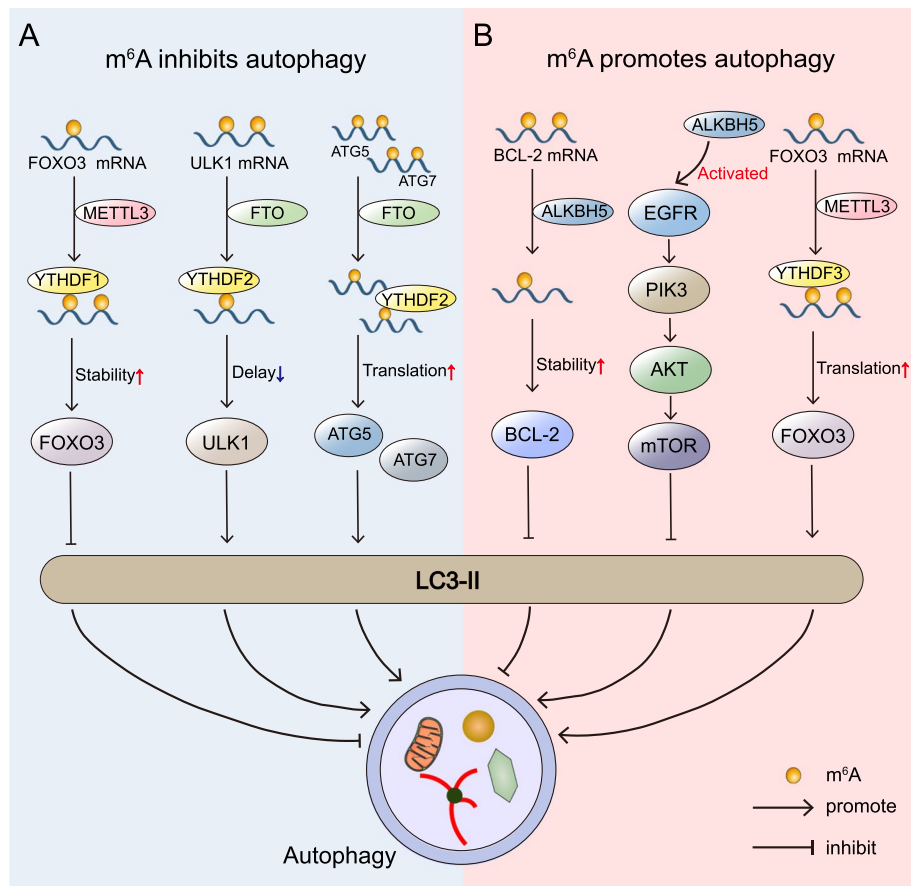 A
m⁶A inhibits autophagy
FOXO3 mRNA
METTL3
YTHDF1
Stability↑
FOXO3
ULK1 mRNA
FTO
YTHDF2
Delay↓
ULK1
ATG5
ATG7
FTO
YTHDF2
Translation↑
ATG5
ATG7
B
m⁶A promotes autophagy
BCL-2 mRNA
ALKBH5
Stability↑
BCL-2
ALKBH5
Activated
EGFR
PIK3
AKT
mTOR
FOXO3 mRNA
METTL3
YTHDF3
Translation↑
FOXO3
LC3-II
Autophagy
m⁶A
promote
inhibit